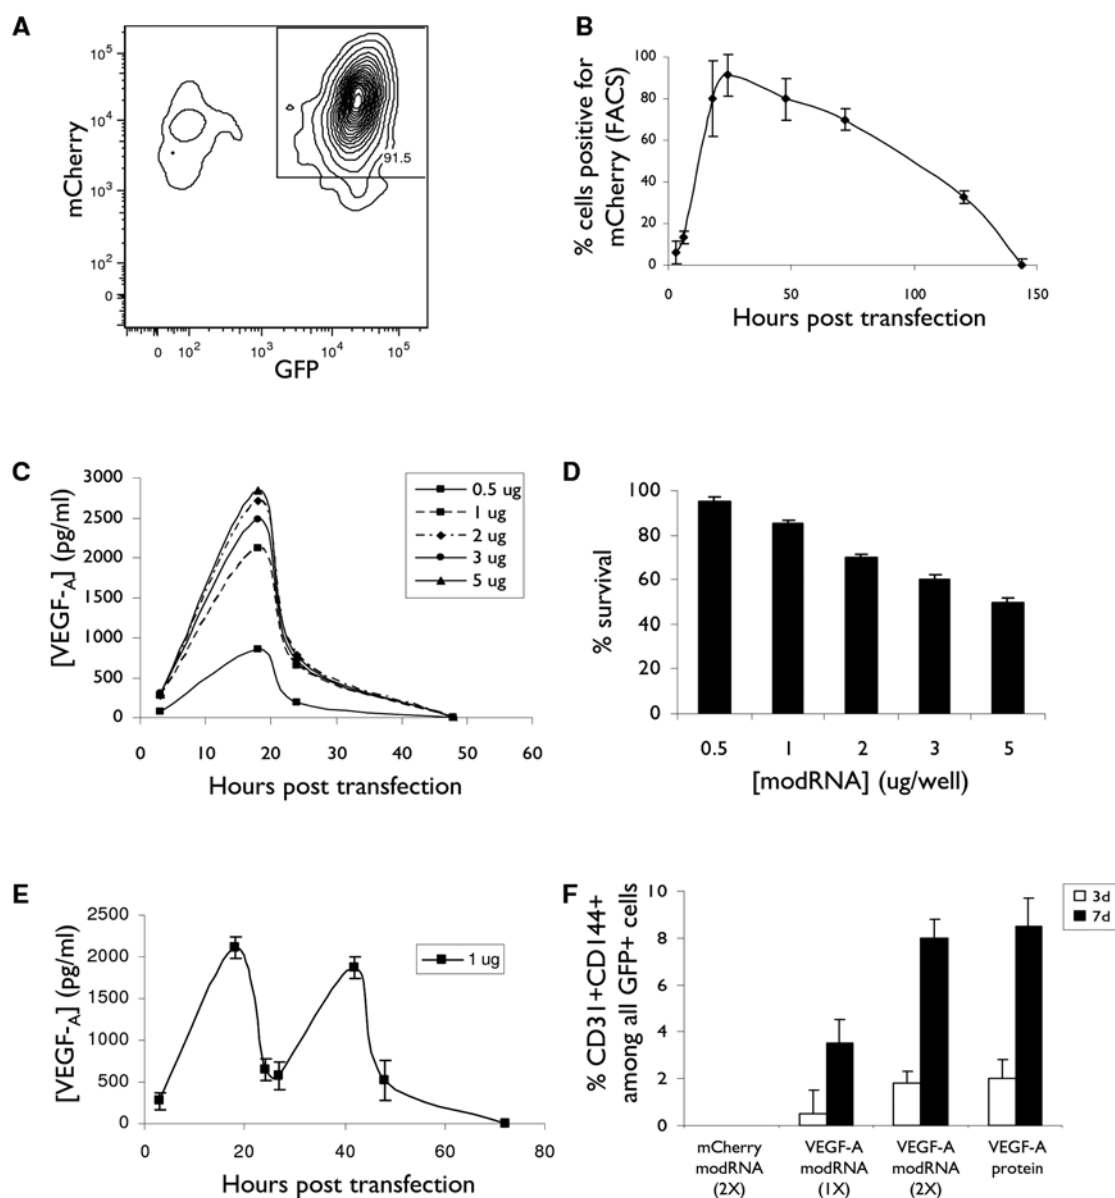 A
mCherry
10^5
10^4
10^3
10^2
0
91.5
0 10^2 10^3 10^4 10^5
GFP
B
% cells positive for
mCherry (FACS)
100
80
60
40
20
0
0 50 100 150
Hours post transfection
C
[VEGF-A] (pg/ml)
3000
2500
2000
1500
1000
500
0
0 10 20 30 40 50 60
Hours post transfection
0.5 ug
1 ug
2 ug
3 ug
5 ug
D
% survival
100
80
60
40
20
0
0.5 1 2 3 5
[modRNA] (ug/well)
E
[VEGF-A] (pg/ml)
2500
2000
1500
1000
500
0
0 20 40 60 80
Hours post transfection
1 ug
F
% CD31+CD144+
among all GFP+ cells
10
8
6
4
2
0
3d
7d
mCherry
modRNA
(2X)
VEGF-A
modRNA
(1X)
VEGF-A
modRNA
(2X)
VEGF-A
protein